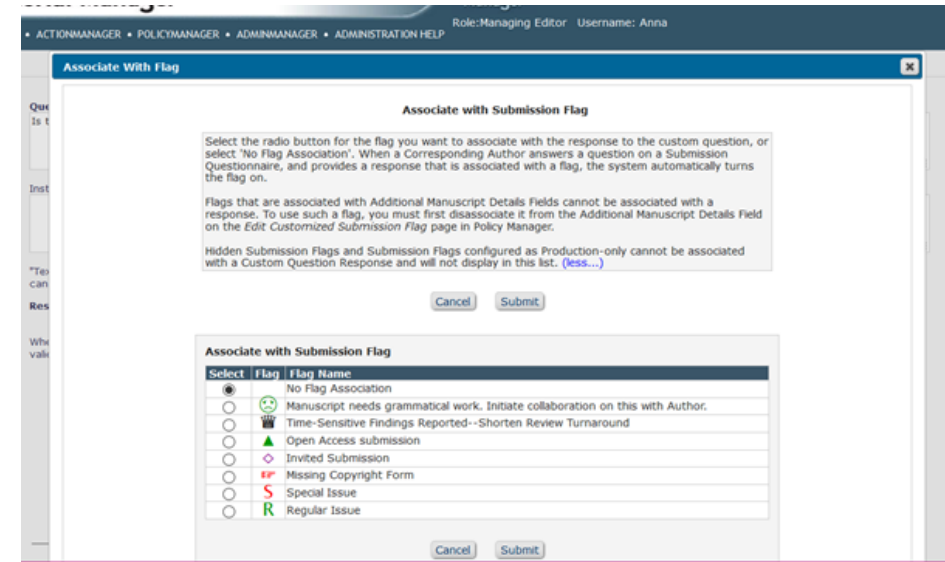 Role:Managing Editor Username: Anna
• ACTIONMANAGER • POLICYMANAGER • ADMINMANAGER • ADMINISTRATION HELP
Associate With Flag
Is t
Inst
"Tex
can
Res
Whe
valid
Associate with Submission Flag
Select the radio button for the flag you want to associate with the response to the custom question, or
select 'No Flag Association'. When a Corresponding Author answers a question on a Submission
Questionnaire, and provides a response that is associated with a flag, the system automatically turns
the flag on.
Flags that are associated with Additional Manuscript Details Fields cannot be associated with a
response. To use such a flag, you must first disassociate it from the Additional Manuscript Details Field
on the Edit Customized Submission Flag page in Policy Manager.
Hidden Submission Flags and Submission Flags configured as Production-only cannot be associated
with a Custom Question Response and will not display in this list. (less...)
Cancel Submit
Associate with Submission Flag
Select Flag Flag Name
No Flag Association
Manuscript needs grammatical work. Initiate collaboration on this with Author.
Time-Sensitive Findings Reported--Shorten Review Turnaround
Open Access submission
Invited Submission
Missing Copyright Form
S Special Issue
R Regular Issue
Cancel Submit